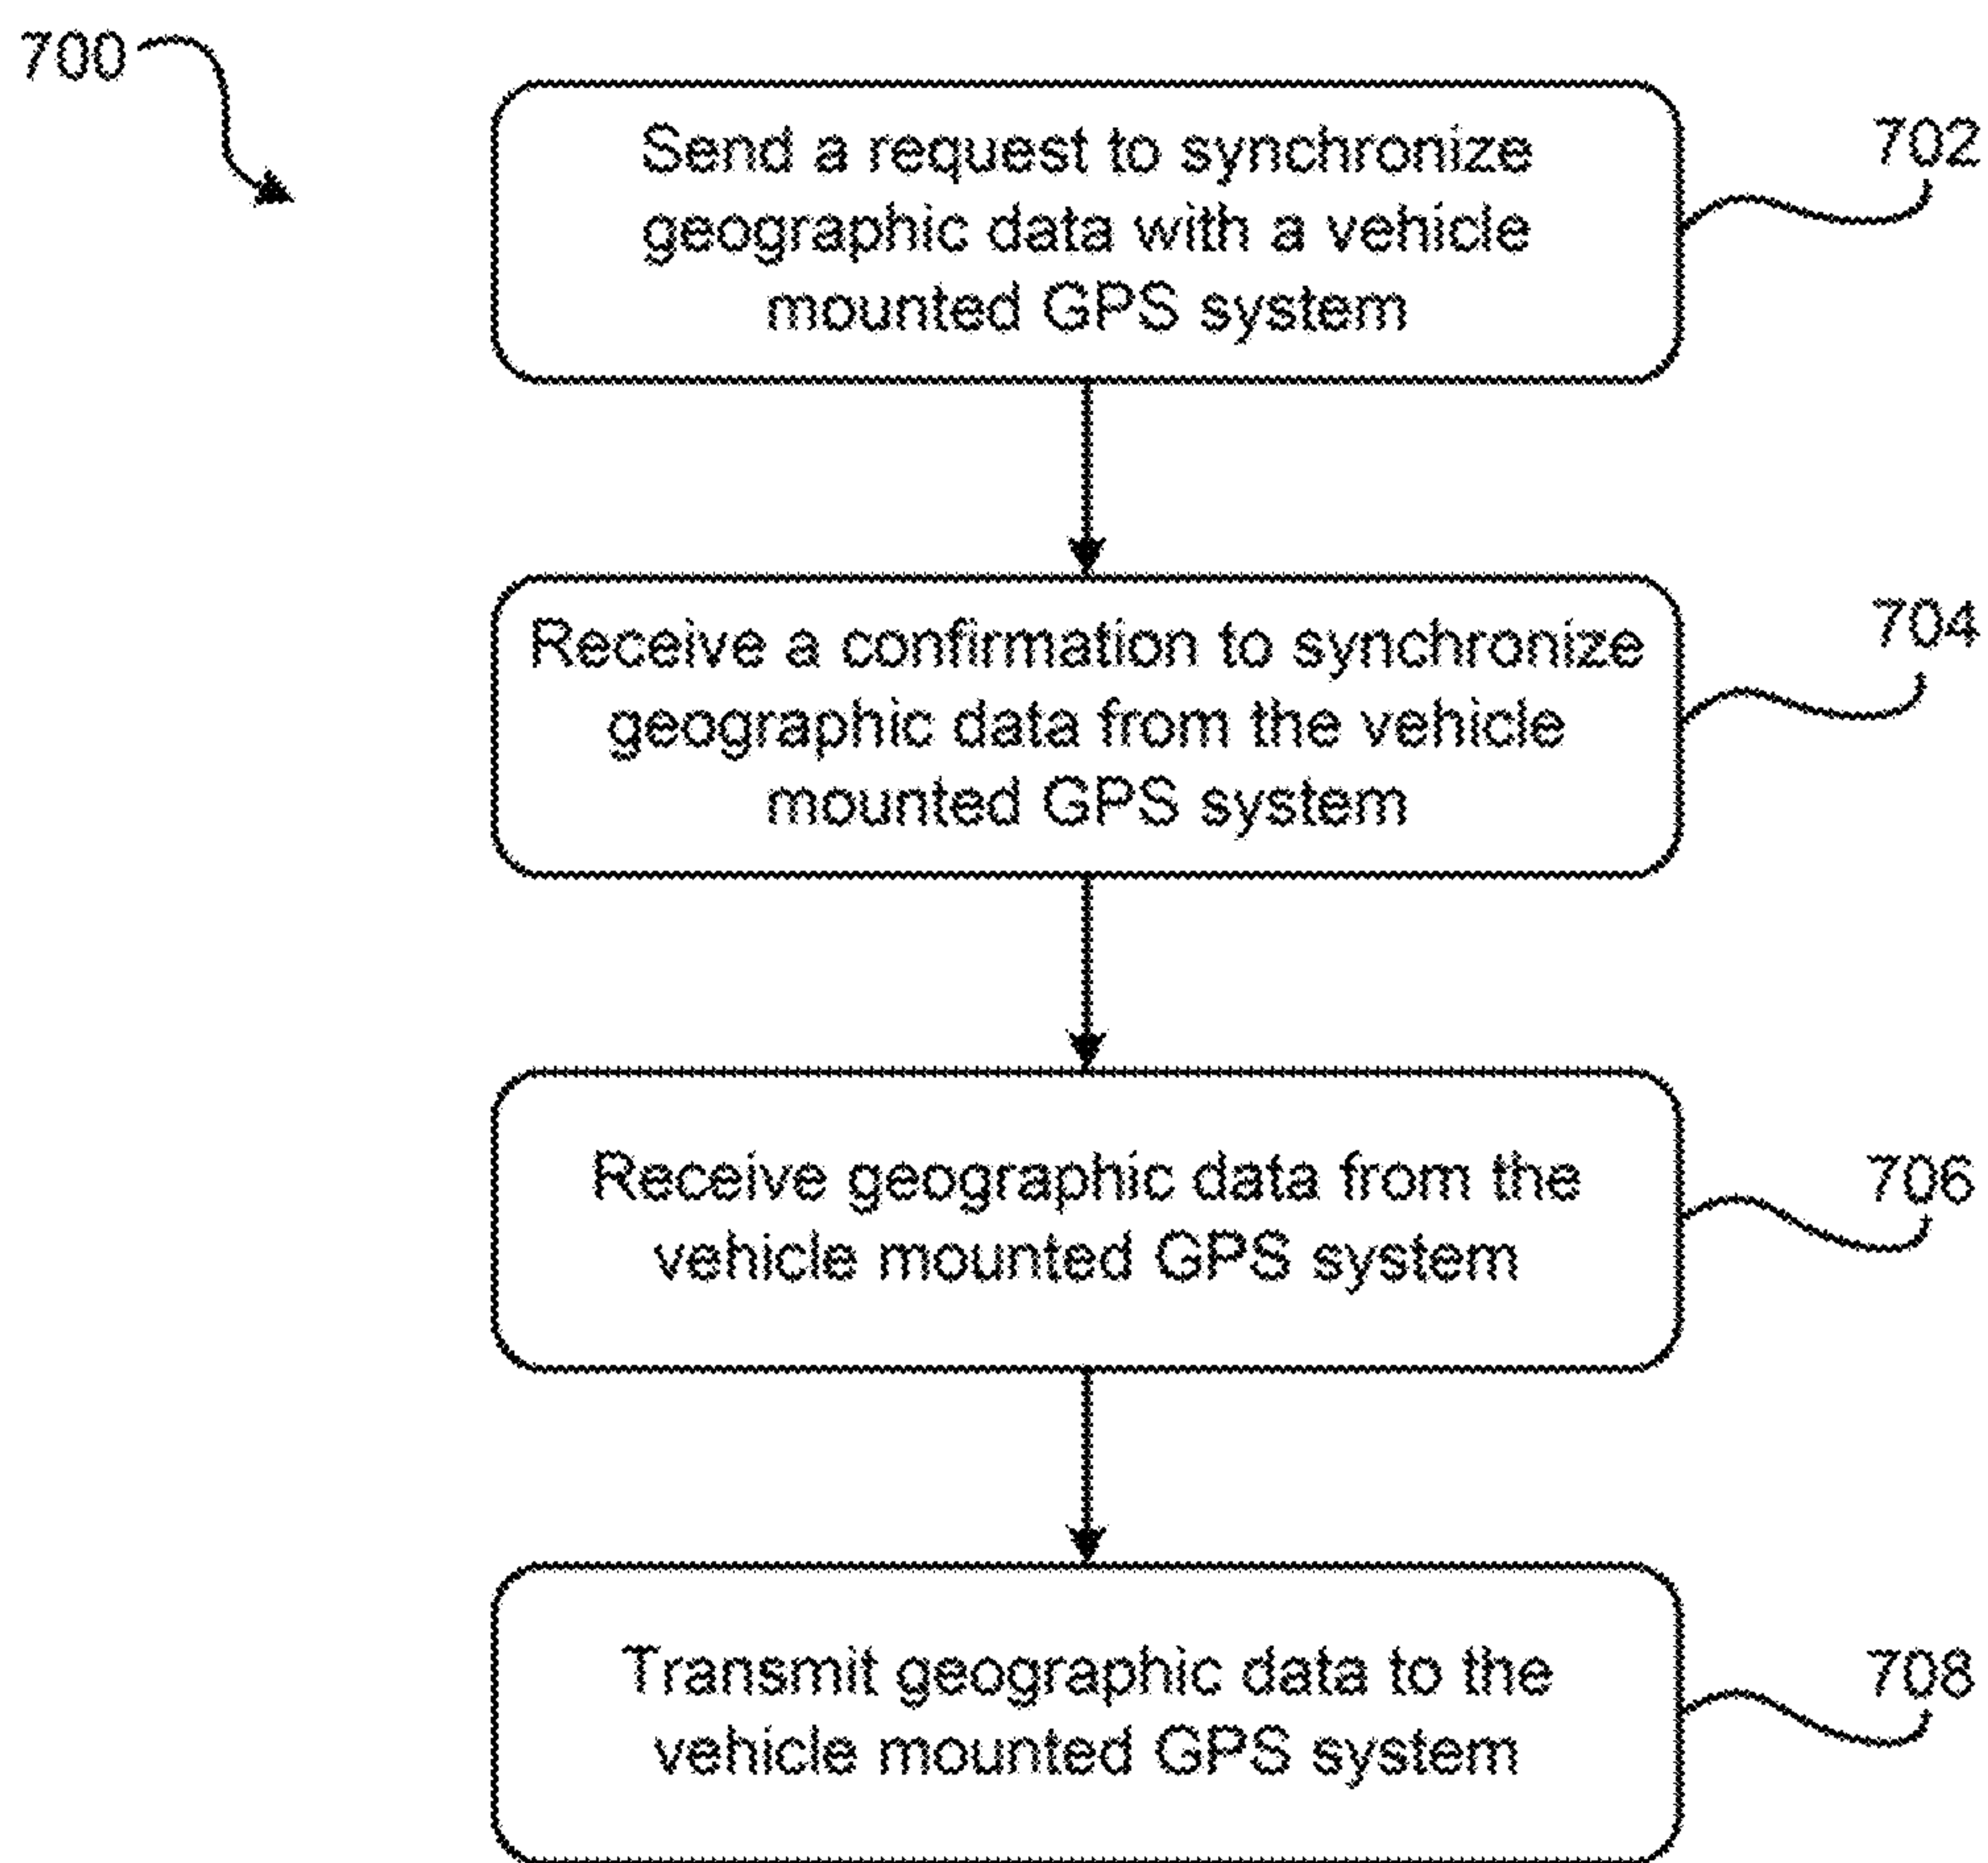 700
Send a request to synchronize
geographic data with a vehicle
mounted GPS system
702
Receive a confirmation to synchronize
geographic data from the vehicle
mounted GPS system
704
Receive geographic data from the
vehicle mounted GPS system
706
Transmit geographic data to the
vehicle mounted GPS system
708